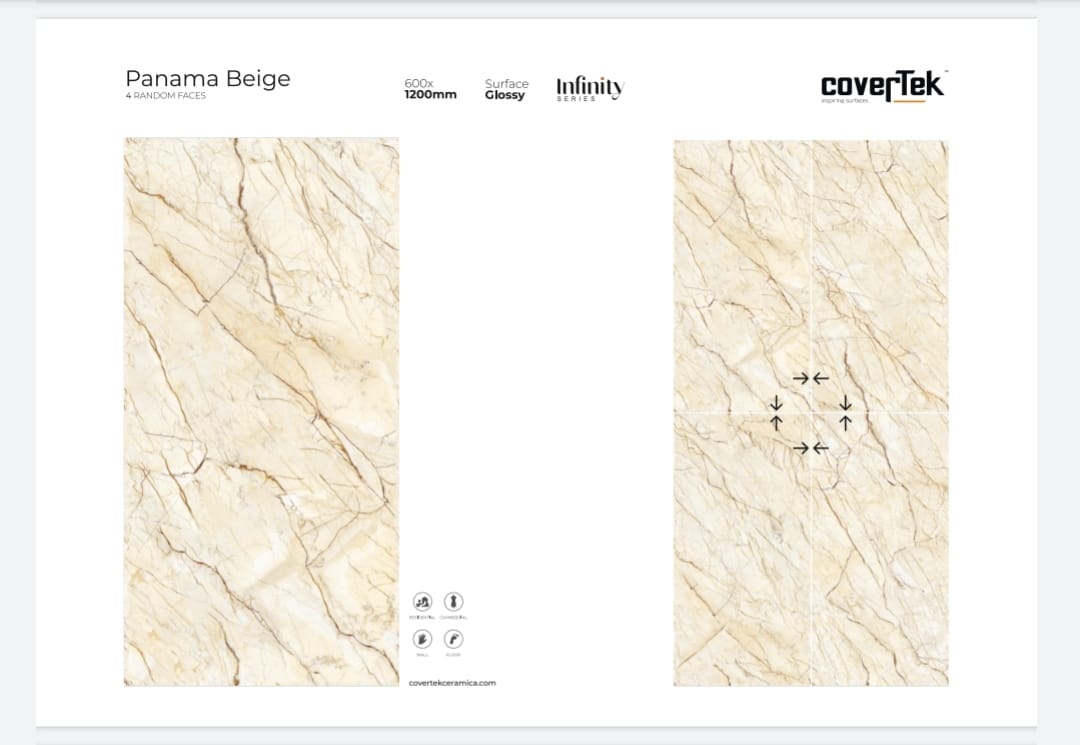 Panama Beige
4 RANDOM FACES
600x
1200mm
Surface
Glossy
Infinity
SERIES
coverTek
inspiring surfaces
RESIDENTIAL
COMMERCIAL
WALL
FLOOR
covertekceramica.com